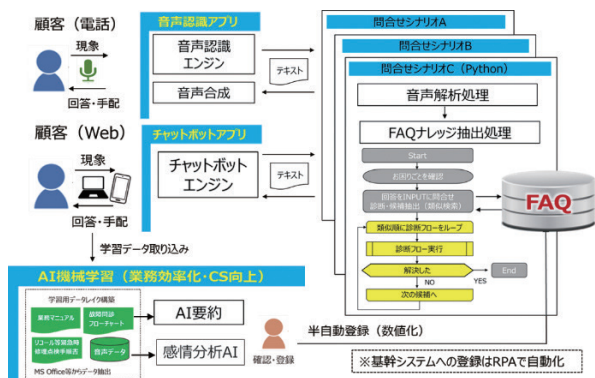 顧客（電話）
現象
回答・手配
音声認識アプリ
音声認識
エンジン
音声合成
テキスト
顧客（Web）
現象
回答・手配
チャットボットアプリ
チャットボット
エンジン
テキスト
問合せシナリオA
問合せシナリオB
問合せシナリオC（Python）
音声解析処理
FAQナレッジ抽出処理
Start
お困りごとを確認
回答をINPUTに問合せ
診断・候補抽出（類似検索）
類似順に診断フローをループ
診断フロー実行
解決した
YES
End
NO
次の候補へ
FAQ
学習データ取り込み
AI機械学習（業務効率化・CS向上）
学習用データレイク構築
業務マニュアル
故障問診
フローチャート
リコール等緊急時
修理点検手順書
音声データ
MS Office等からデータ抽出
AI要約
感情分析AI
確認・登録
半自動登録（数値化）
※基幹システムへの登録はRPAで自動化